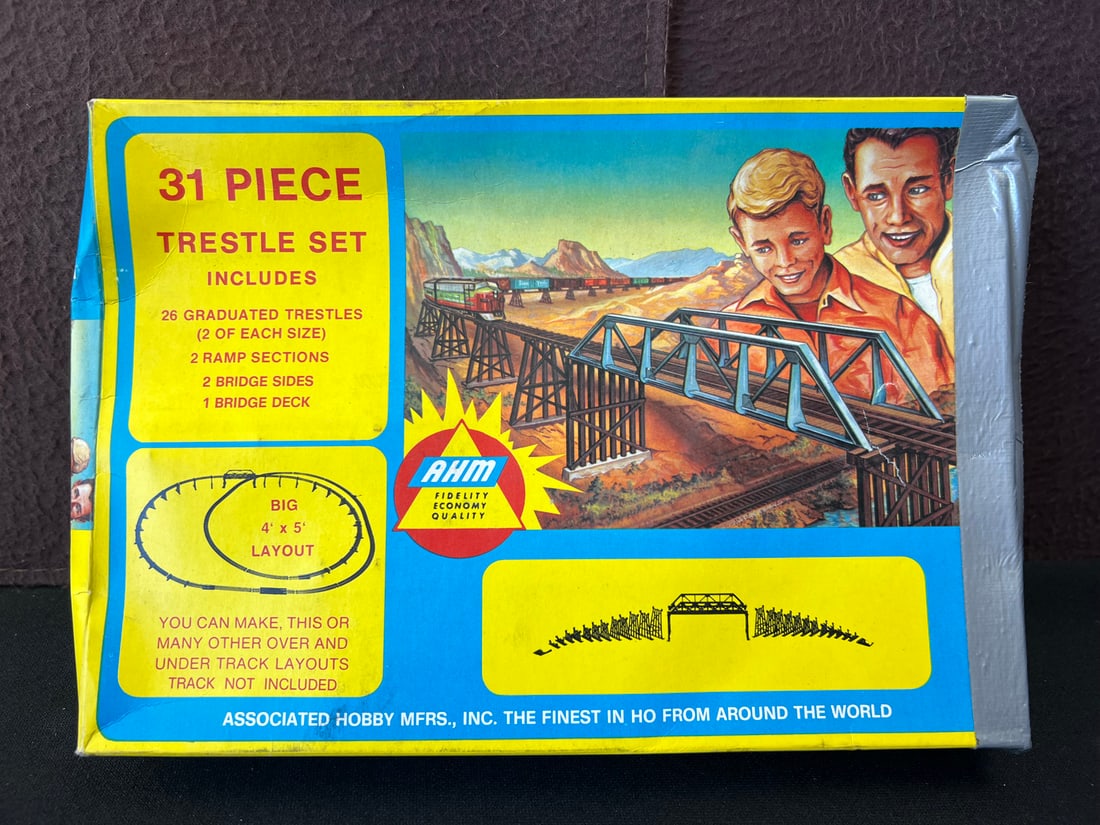 31 PIECE
TRESTLE SET
INCLUDES
26 GRADUATED TRESTLES
(2 OF EACH SIZE)
2 RAMP SECTIONS
2 BRIDGE SIDES
1 BRIDGE DECK
AHM
FIDELITY
ECONOMY
QUALITY
BIG
4' x 5'
LAYOUT
YOU CAN MAKE, THIS OR
MANY OTHER OVER AND
UNDER TRACK LAYOUTS
TRACK NOT INCLUDED
ASSOCIATED HOBBY MFRS., INC. THE FINEST IN HO FROM AROUND THE WORLD